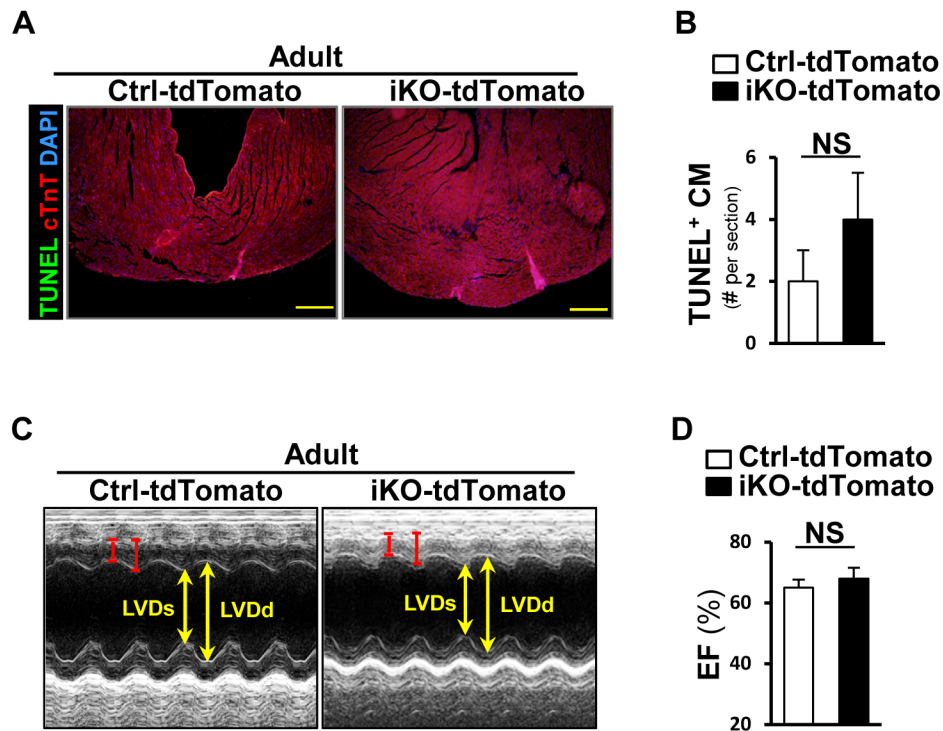 A
Adult
Ctrl-tdTomato iKO-tdTomato
TUNEL cTnT DAPI
B
Ctrl-tdTomato
iKO-tdTomato
NS
TUNEL⁺ CM
(# per section)
6
4
2
0
C
Adult
Ctrl-tdTomato iKO-tdTomato
LVDs LVDd
LVDs LVDd
D
Ctrl-tdTomato
iKO-tdTomato
NS
EF (%)
80
60
40
20